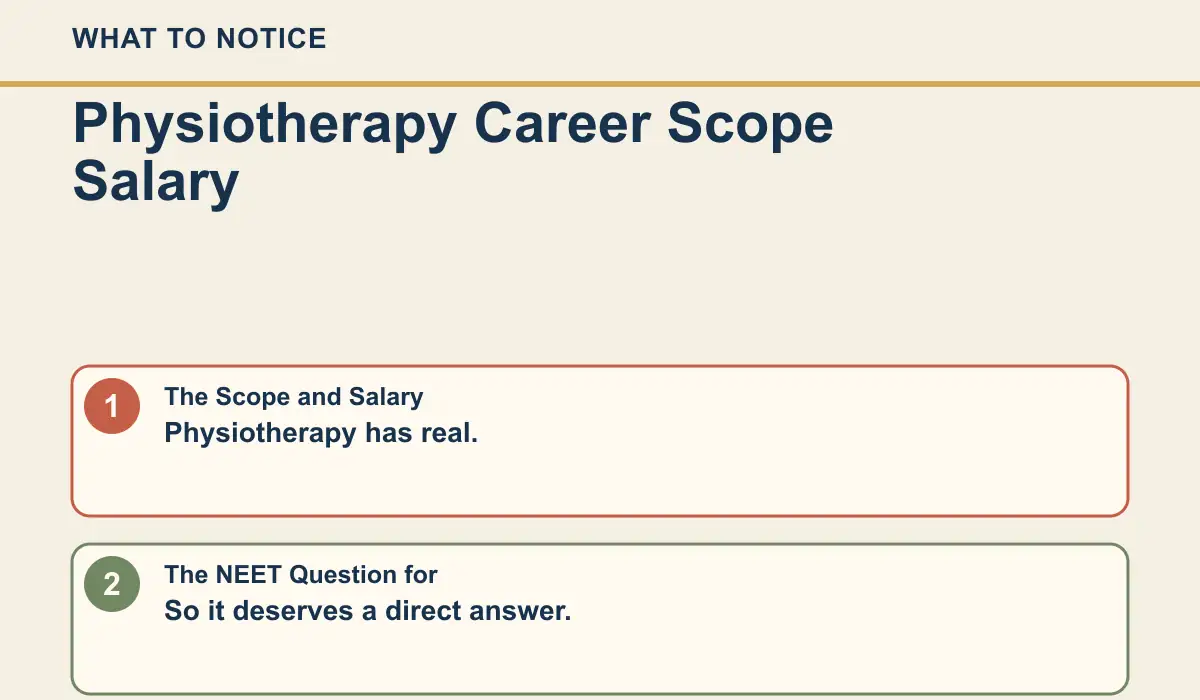 WHAT TO NOTICE
Physiotherapy Career Scope
Salary
1
The Scope and Salary
Physiotherapy has real.
2
The NEET Question for
So it deserves a direct answer.